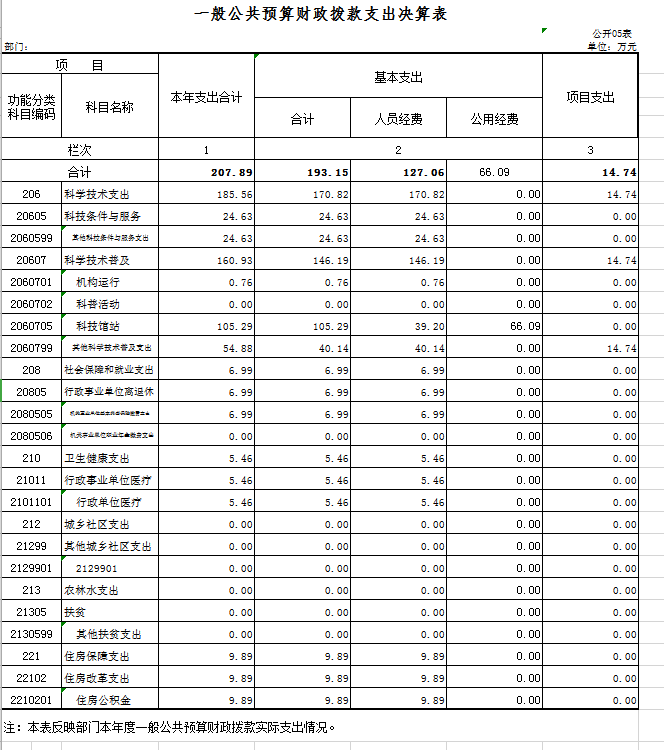 一般公共预算财政拨款支出决算表
公开05表
部门: 单位: 万元
项 目 本年支出合计 基本支出 项目支出
功能分类科目编码 科目名称 合计 人员经费 公用经费
栏次 1 2 3
合计 207.89 193.15 127.06 66.09 14.74
206 科学技术支出 185.56 170.82 170.82 0.00 14.74
20605 科技条件与服务 24.63 24.63 24.63 0.00 0.00
2060599 其他科技条件与服务支出 24.63 24.63 24.63 0.00 0.00
20607 科学技术普及 160.93 146.19 146.19 0.00 14.74
2060701 机构运行 0.76 0.76 0.76 0.00 0.00
2060702 科普活动 0.00 0.00 0.00 0.00 0.00
2060705 科技馆站 105.29 105.29 39.20 66.09 0.00
2060799 其他科学技术普及支出 54.88 40.14 40.14 0.00 14.74
208 社会保障和就业支出 6.99 6.99 6.99 0.00 0.00
20805 行政事业单位离退休 6.99 6.99 6.99 0.00 0.00
2080505 机关事业单位基本养老保险缴费支出 6.99 6.99 6.99 0.00 0.00
2080506 机关事业单位职业年金缴费支出 0.00 0.00 0.00 0.00 0.00
210 卫生健康支出 5.46 5.46 5.46 0.00 0.00
21011 行政事业单位医疗 5.46 5.46 5.46 0.00 0.00
2101101 行政单位医疗 5.46 5.46 5.46 0.00 0.00
212 城乡社区支出 0.00 0.00 0.00 0.00 0.00
21299 其他城乡社区支出 0.00 0.00 0.00 0.00 0.00
2129901 2129901 0.00 0.00 0.00 0.00 0.00
213 农林水支出 0.00 0.00 0.00 0.00 0.00
21305 扶贫 0.00 0.00 0.00 0.00 0.00
2130599 其他扶贫支出 0.00 0.00 0.00 0.00 0.00
221 住房保障支出 9.89 9.89 9.89 0.00 0.00
22102 住房改革支出 9.89 9.89 9.89 0.00 0.00
2210201 住房公积金 9.89 9.89 9.89 0.00 0.00
注：本表反映部门本年度一般公共预算财政拨款实际支出情况。